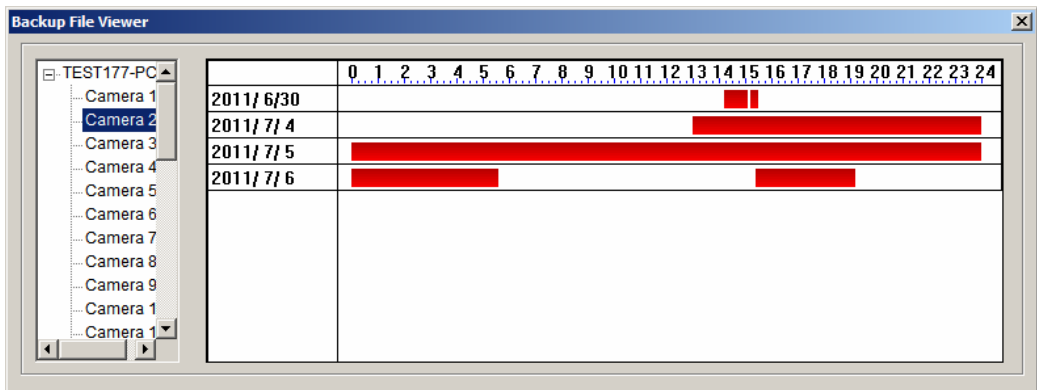 Backup File Viewer
TEST177-PC
Camera 1
Camera 2
Camera 3
Camera 4
Camera 5
Camera 6
Camera 7
Camera 8
Camera 9
Camera 1
Camera 1
0 1 2 3 4 5 6 7 8 9 10 11 12 13 14 15 16 17 18 19 20 21 22 23 24
2011/ 6/30
2011/ 7/ 4
2011/ 7/ 5
2011/ 7/ 6